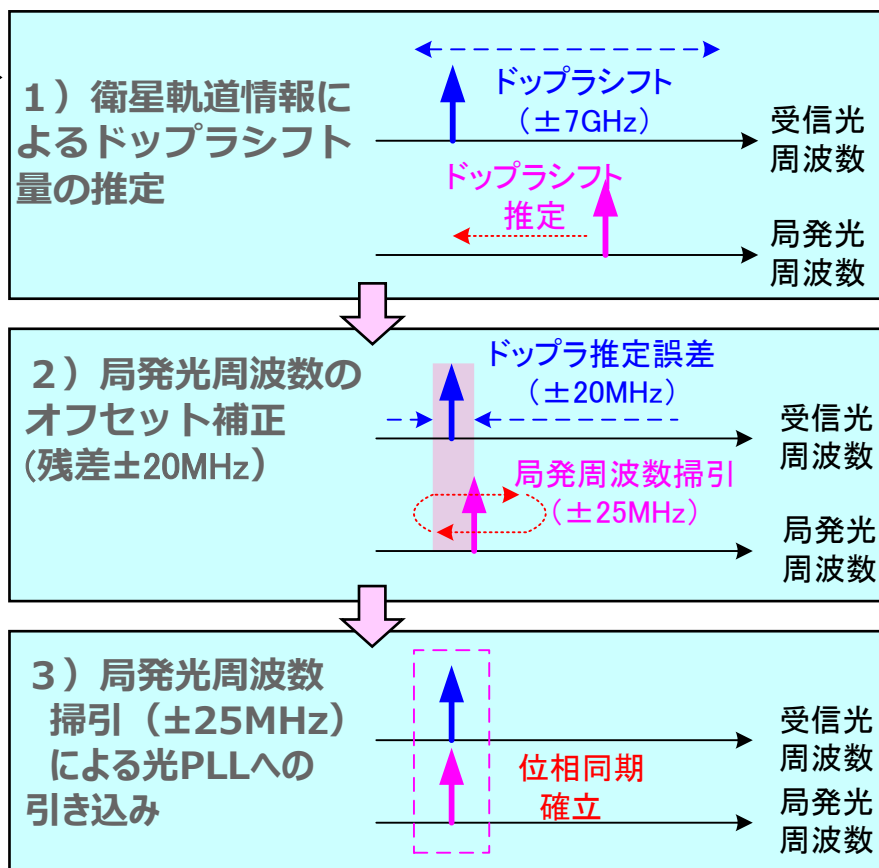 1）衛星軌道情報に
よるドップラシフト
量の推定
ドップラシフト
（±7GHz）
受信光
周波数
ドップラシフト
推定
局発光
周波数
2）局発光周波数の
オフセット補正
(残差±20MHz）
ドップラ推定誤差
（±20MHz）
受信光
周波数
局発周波数掃引
（±25MHz）
局発光
周波数
3）局発光周波数
掃引（±25MHz）
による光PLLへの
引き込み
受信光
周波数
位相同期
確立
局発光
周波数